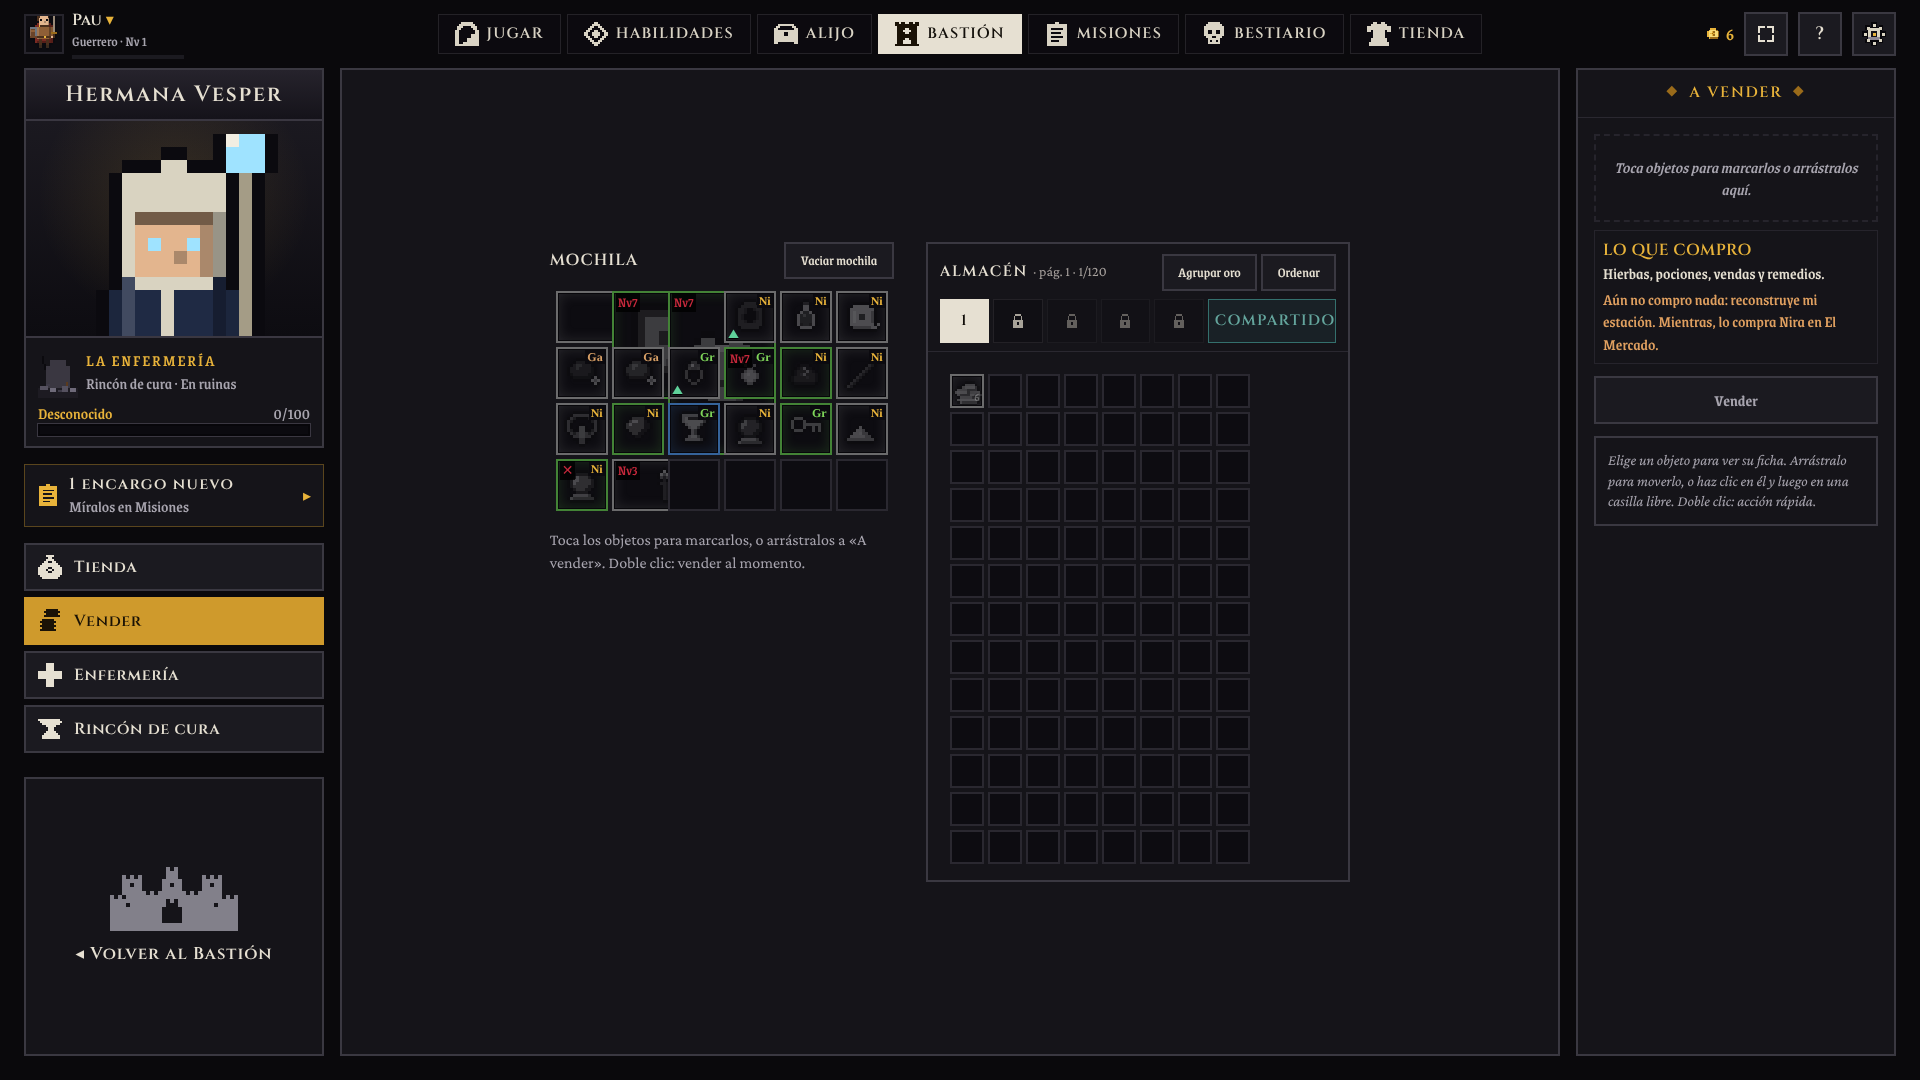 Pau ▾
Guerrero · Nv 1
JUGAR
HABILIDADES
ALIJO
BASTIÓN
MISIONES
BESTIARIO
TIENDA
6
?
Hermana Vesper
LA ENFERMERÍA
Rincón de cura · En ruinas
Desconocido 0/100
1 ENCARGO NUEVO
Míralos en Misiones
TIENDA
VENDER
ENFERMERÍA
RINCÓN DE CURA
◂ VOLVER AL BASTIÓN
MOCHILA
Vaciar mochila
Nv7 Nv7 Ni Ni Ni
Ga Ga Gr Nv7 Gr Ni Ni
Ni Ni Gr Ni Gr Ni
Ni Nv3
Toca los objetos para marcarlos, o arrástralos a «A
vender». Doble clic: vender al momento.
ALMACÉN · pág. 1 · 1/120
Agrupar oro
Ordenar
1
COMPARTIDO
6
◆ A VENDER ◆
Toca objetos para marcarlos o arrástralos
aquí.
LO QUE COMPRO
Hierbas, pociones, vendas y remedios.
Aún no compro nada: reconstruye mi
estación. Mientras, lo compra Nira en El
Mercado.
Vender
Elige un objeto para ver su ficha. Arrástralo
para moverlo, o haz clic en él y luego en una
casilla libre. Doble clic: acción rápida.